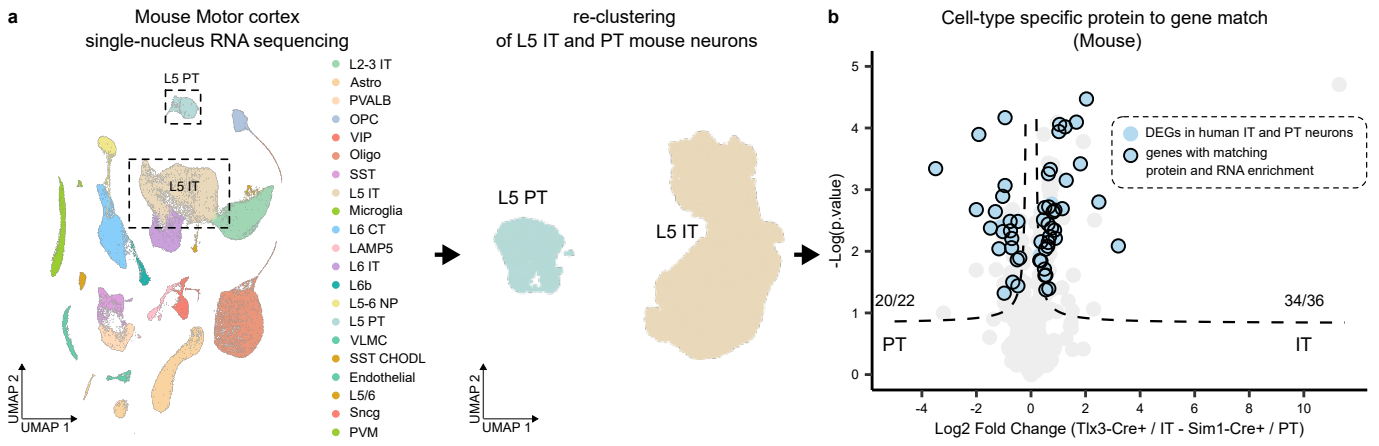 a
Mouse Motor cortex
single-nucleus RNA sequencing
L5 PT
L5 IT
UMAP 2
UMAP 1
L2-3 IT
Astro
PVALB
OPC
VIP
Oligo
SST
L5 IT
Microglia
L6 CT
LAMP5
L6 IT
L6b
L5-6 NP
L5 PT
VLMC
SST CHODL
Endothelial
L5/6
Sncg
PVM
re-clustering
of L5 IT and PT mouse neurons
L5 PT
L5 IT
UMAP 2
UMAP 1
b
Cell-type specific protein to gene match
(Mouse)
-Log(p.value)
5
4
3
2
1
0
DEGs in human IT and PT neurons
genes with matching
protein and RNA enrichment
20/22
34/36
PT
IT
-4 -2 0 2 4 6 8 10
Log2 Fold Change (Tlx3-Cre+ / IT - Sim1-Cre+ / PT)